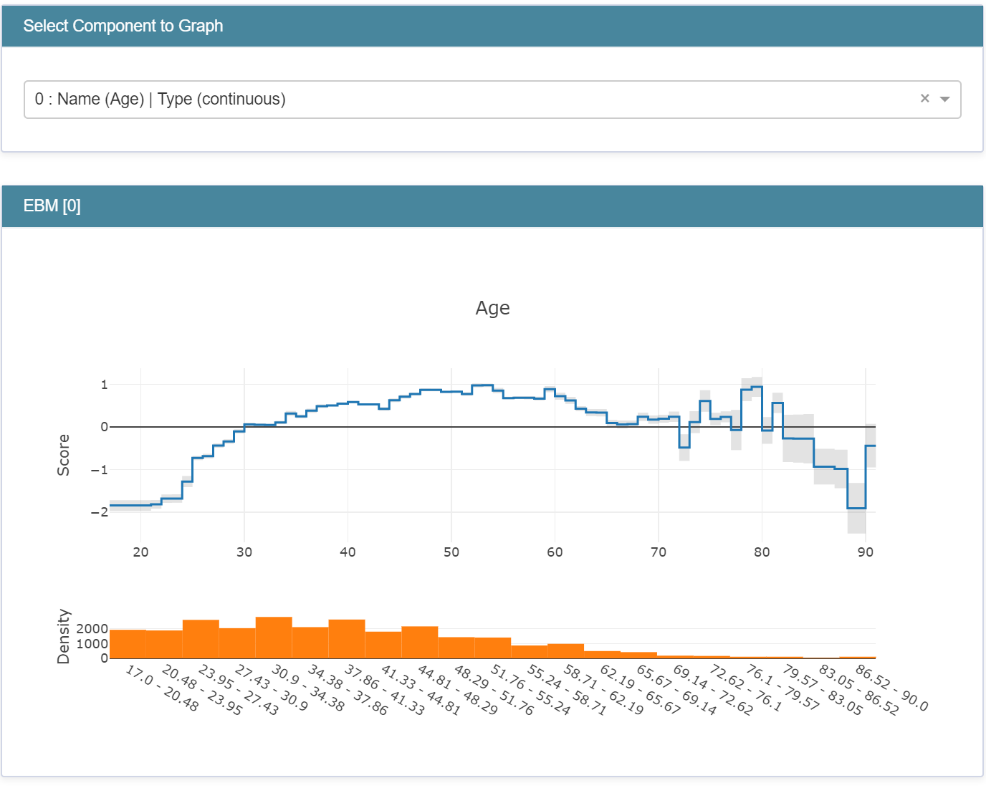 Select Component to Graph
0 : Name (Age) | Type (continuous)
×
EBM [0]
Age
Score
1
0
−1
−2
20 30 40 50 60 70 80 90
Density
2000
1000
0
17.0 - 20.48
20.48 - 23.95
23.95 - 27.43
27.43 - 30.9
30.9 - 34.38
34.38 - 37.86
37.86 - 41.33
41.33 - 44.81
44.81 - 48.29
48.29 - 51.76
51.76 - 55.24
55.24 - 58.71
58.71 - 62.19
62.19 - 65.67
65.67 - 69.14
69.14 - 72.62
72.62 - 76.1
76.1 - 79.57
79.57 - 83.05
83.05 - 86.52
86.52 - 90.0